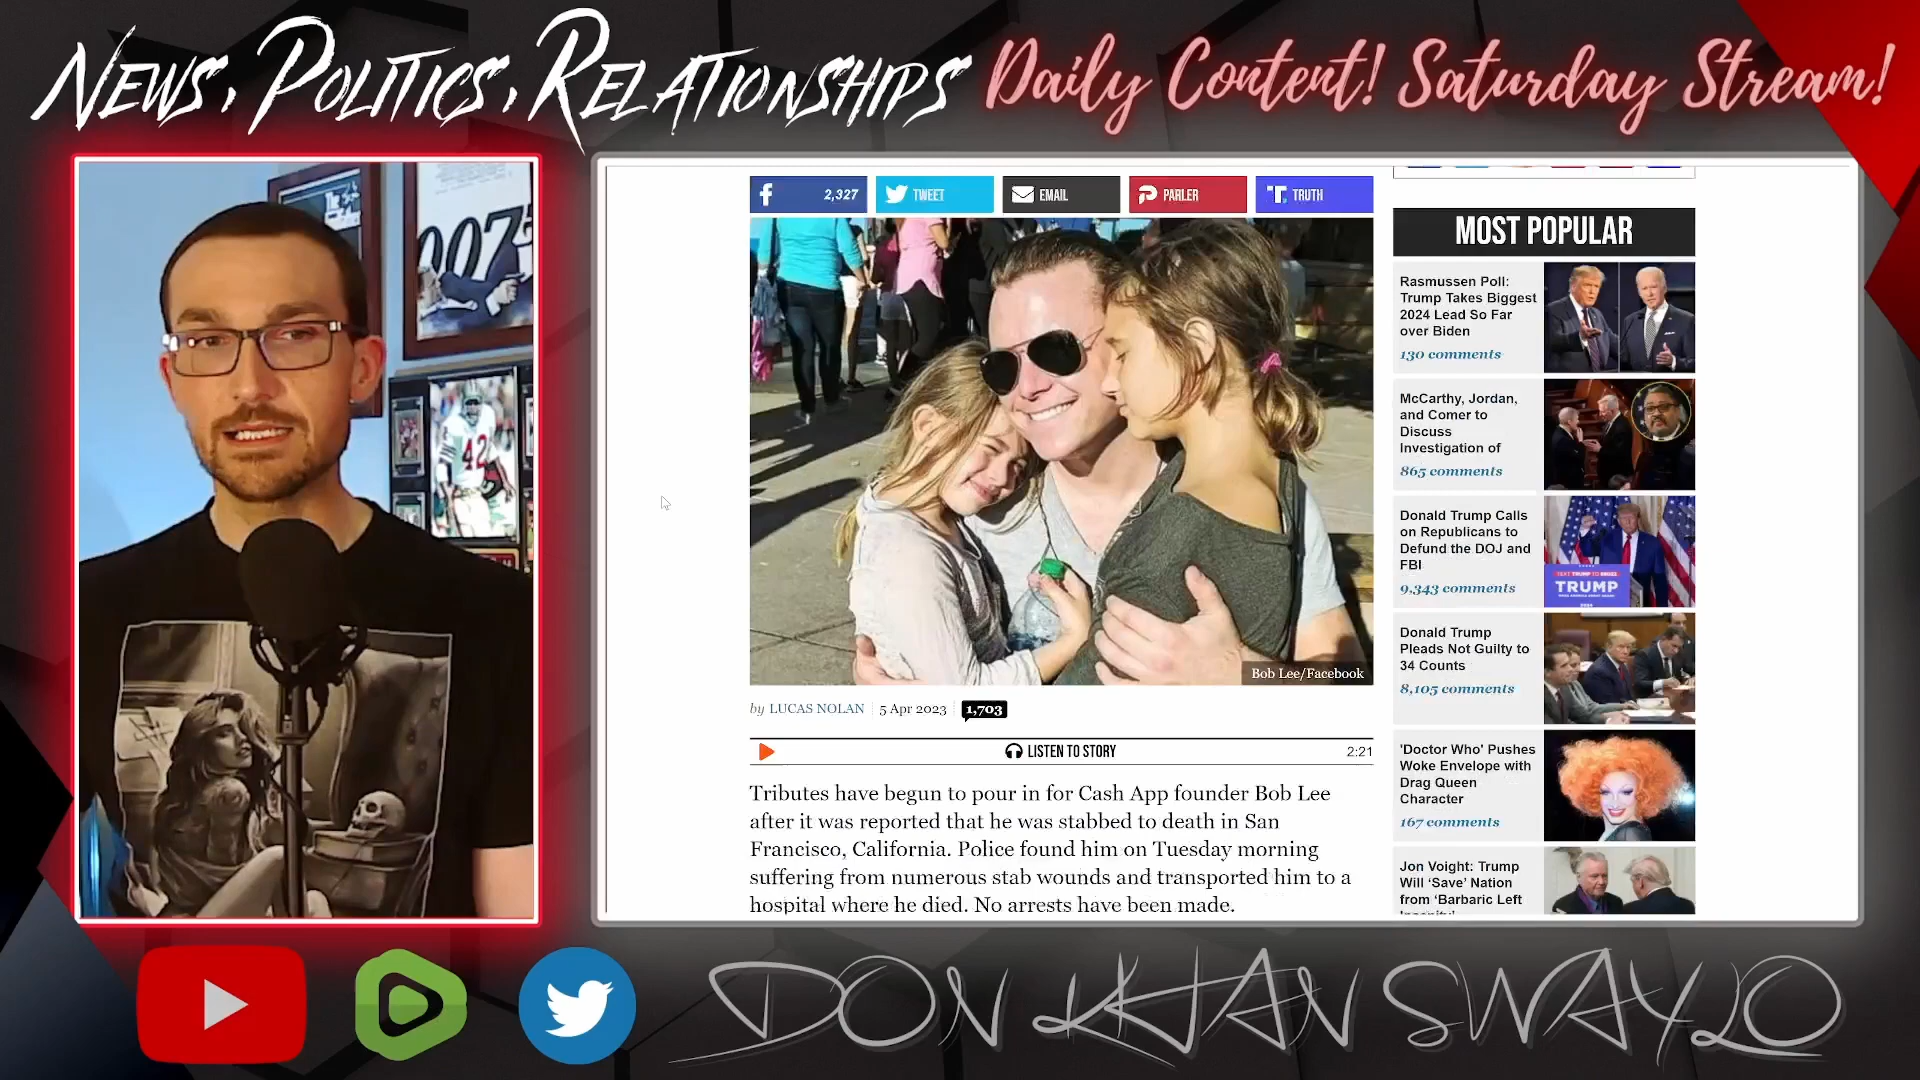 NEWS, POLITICS, RELATIONSHIPS
Daily Content! Saturday Stream!
007
42
2,327
TWEET
EMAIL
PARLER
TRUTH
Bob Lee/Facebook
by LUCAS NOLAN
5 Apr 2023
1,703
LISTEN TO STORY
2:21
Tributes have begun to pour in for Cash App founder Bob Lee
after it was reported that he was stabbed to death in San
Francisco, California. Police found him on Tuesday morning
suffering from numerous stab wounds and transported him to a
hospital where he died. No arrests have been made.
MOST POPULAR
Rasmussen Poll:
Trump Takes Biggest
2024 Lead So Far
over Biden
130 comments
McCarthy, Jordan,
and Comer to
Discuss
Investigation of
865 comments
Donald Trump Calls
on Republicans to
Defund the DOJ and
FBI
9,343 comments
TRUMP
Donald Trump
Pleads Not Guilty to
34 Counts
8,105 comments
'Doctor Who' Pushes
Woke Envelope with
Drag Queen
Character
167 comments
Jon Voight: Trump
Will ‘Save’ Nation
from ‘Barbaric Left
DON KHAN SWAYLO